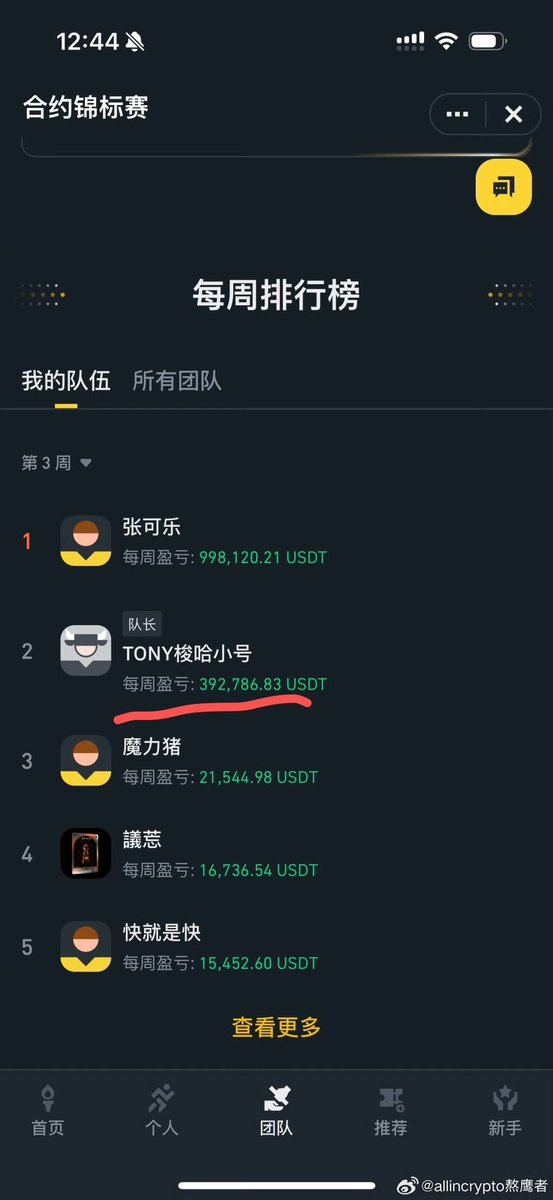 12:44
合约锦标赛
每周排行榜
我的队伍 所有团队
第 3 周
1
张可乐
每周盈亏: 998,120.21 USDT
队长
2
TONY梭哈小号
每周盈亏: 392,786.83 USDT
3
魔力猪
每周盈亏: 21,544.98 USDT
4
議荵
每周盈亏: 16,736.54 USDT
5
快就是快
每周盈亏: 15,452.60 USDT
查看更多
首页 个人 团队 推荐 新手
@allincrypto熬鹰者